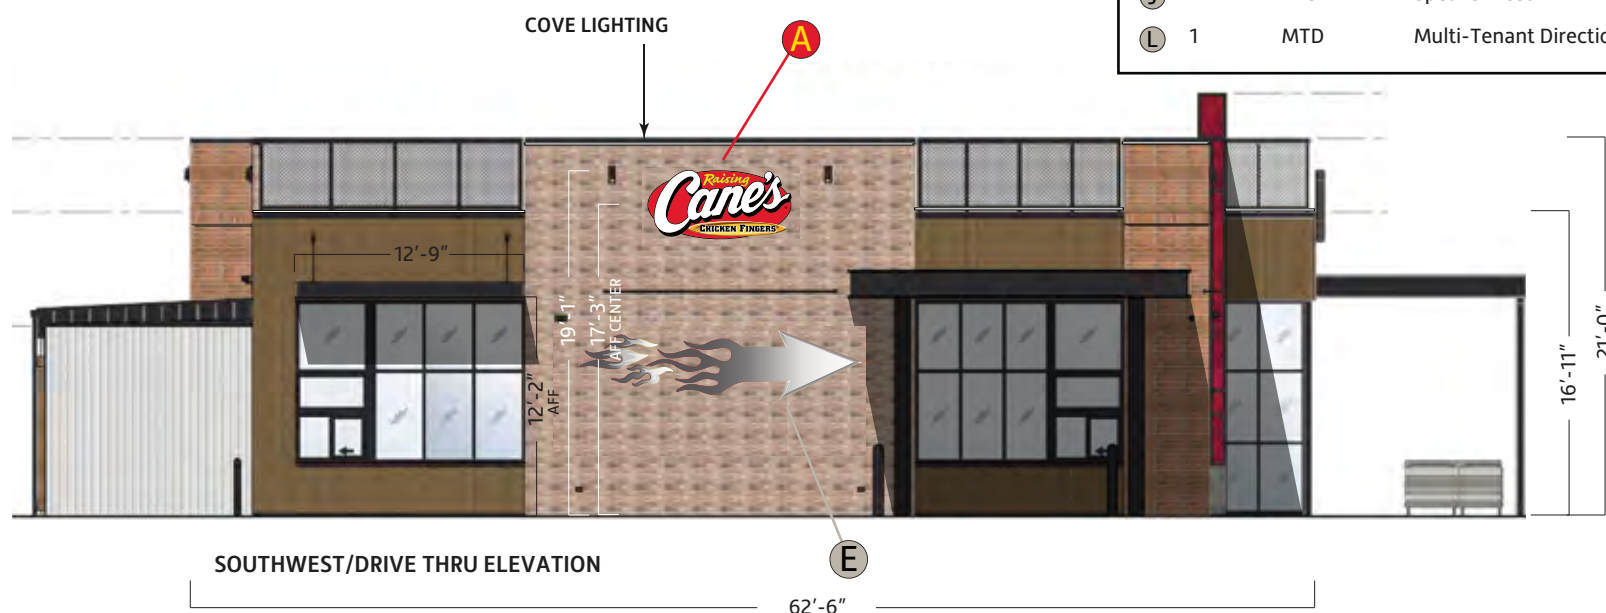 COVE LIGHTING
A
L 1 MTD Multi-Tenant Directio
Raising
Cane's
CHICKEN FINGERS
12'-9"
19'-1"
17'-3"
AFF CENTER
12'-2"
AFF
16'-11"
21'-0"
E
SOUTHWEST/DRIVE THRU ELEVATION
62'-6"